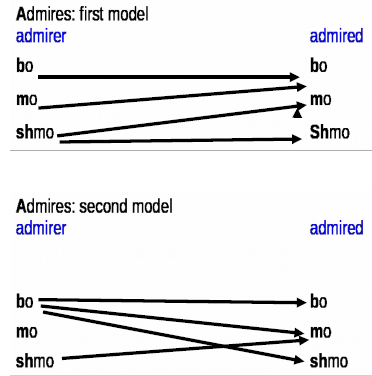 Admires: first model
admirer admired
bo bo
mo mo
shmo Shmo
Admires: second model
admirer admired
bo bo
mo mo
shmo shmo